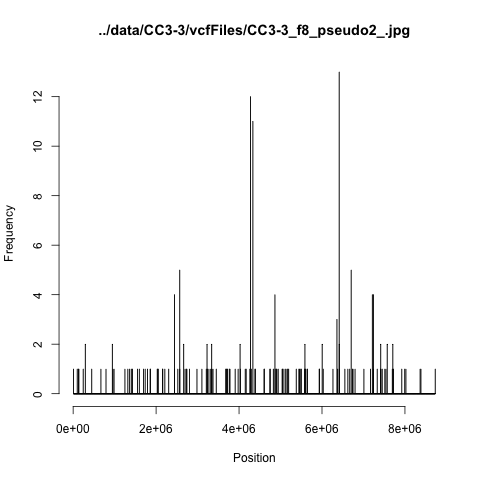 ../data/CC3-3/vcfFiles/CC3-3_f8_pseudo2_.jpg
Frequency
12
10
8
6
4
2
0
0e+00 2e+06 4e+06 6e+06 8e+06
Position